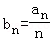 bₙ = aₙ/n